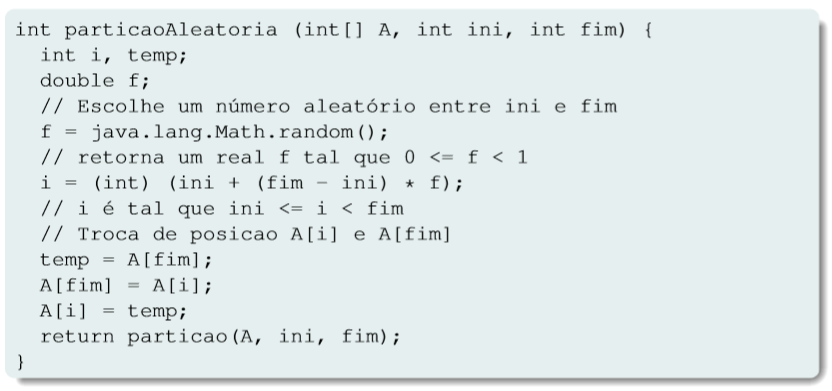 int particaoAleatoria (int[] A, int ini, int fim) {
  int i, temp;
  double f;
  // Escolhe um número aleatório entre ini e fim
  f = java.lang.Math.random();
  // retorna um real f tal que 0 <= f < 1
  i = (int) (ini + (fim - ini) * f);
  // i é tal que ini <= i < fim
  // Troca de posicao A[i] e A[fim]
  temp = A[fim];
  A[fim] = A[i];
  A[i] = temp;
  return particao(A, ini, fim);
}